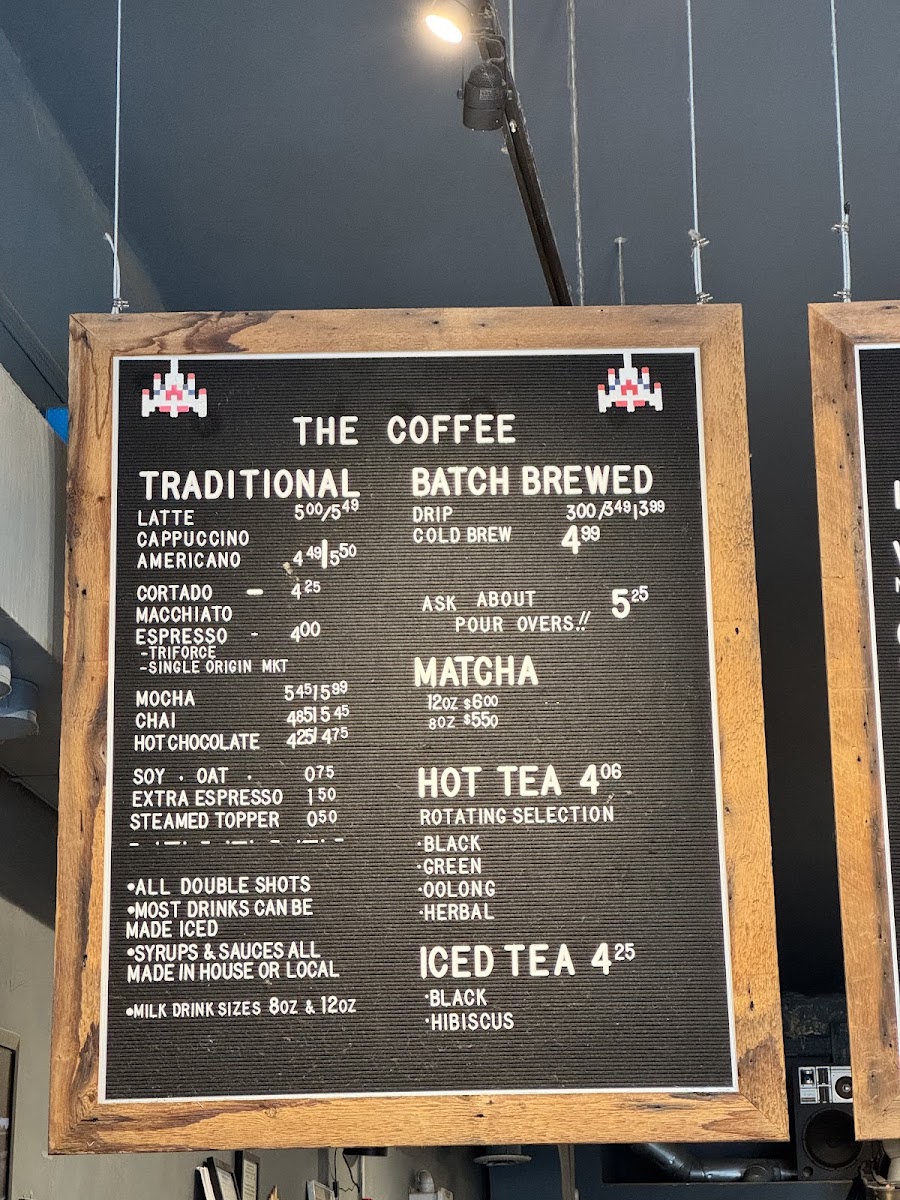 THE COFFEE
TRADITIONAL
LATTE 500/549
CAPPUCCINO
AMERICANO 449|550
CORTADO - 425
MACCHIATO
ESPRESSO - 400
-TRIFORCE
-SINGLE ORIGIN MKT
MOCHA 545|599
CHAI 485|545
HOT CHOCOLATE 425/475
SOY · OAT · 075
EXTRA ESPRESSO 150
STEAMED TOPPER 050
•ALL DOUBLE SHOTS
•MOST DRINKS CAN BE
MADE ICED
•SYRUPS & SAUCES ALL
MADE IN HOUSE OR LOCAL
•MILK DRINK SIZES 8OZ & 12OZ
BATCH BREWED
DRIP 300/349|399
COLD BREW 499
ASK ABOUT 525
POUR OVERS!!
MATCHA
12OZ $600
8OZ $550
HOT TEA 406
ROTATING SELECTION
·BLACK
·GREEN
·OOLONG
·HERBAL
ICED TEA 425
·BLACK
·HIBISCUS